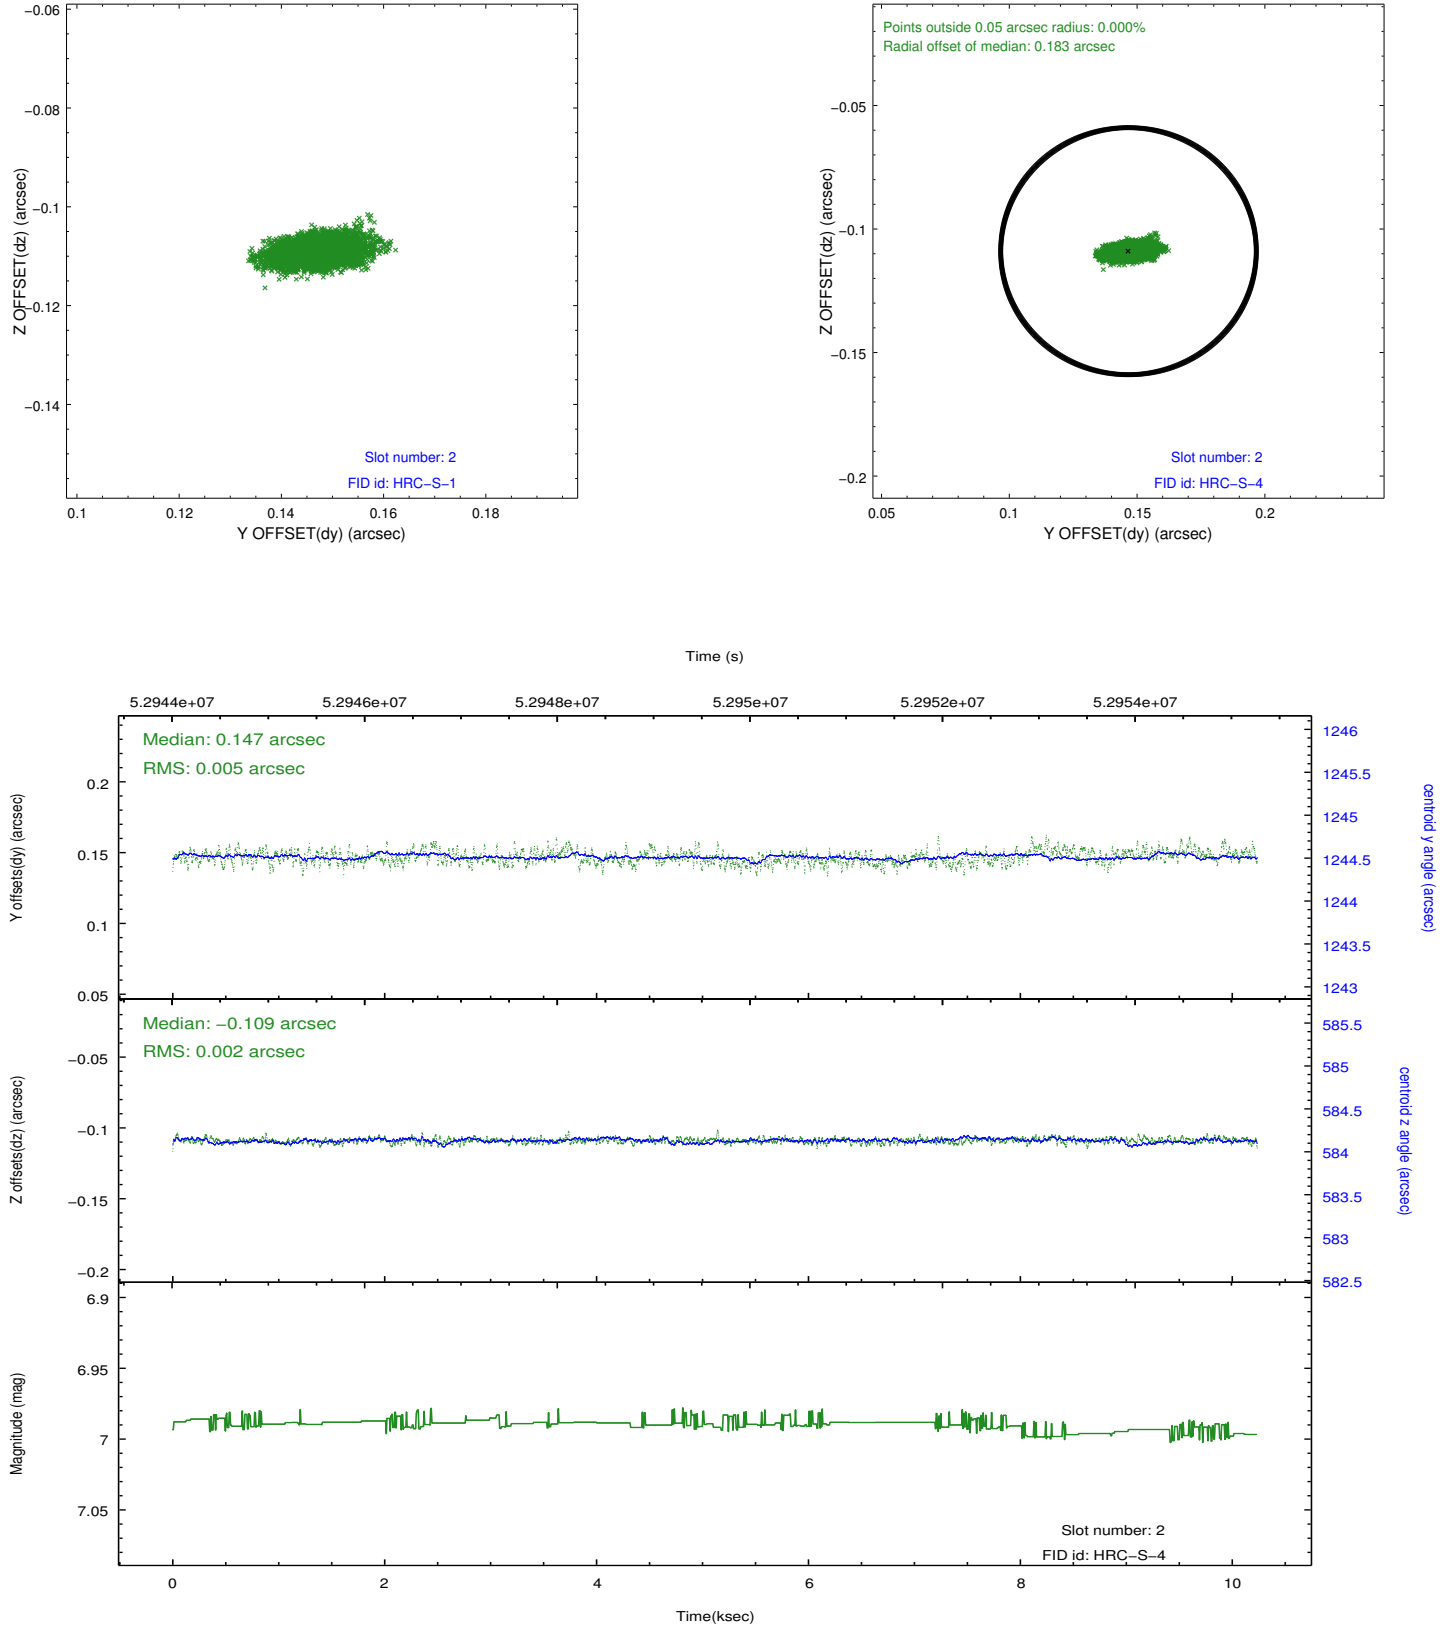 −0.06
−0.08
−0.1
−0.12
−0.14
Z OFFSET(dz) (arcsec)
Slot number: 2
FID id: HRC−S−1
0.1 0.12 0.14 0.16 0.18
Y OFFSET(dy) (arcsec)
Points outside 0.05 arcsec radius: 0.000%
Radial offset of median: 0.183 arcsec
−0.05
−0.1
−0.15
−0.2
Z OFFSET(dz) (arcsec)
Slot number: 2
FID id: HRC−S−4
0.05 0.1 0.15 0.2
Y OFFSET(dy) (arcsec)
Time (s)
5.2944e+07 5.2946e+07 5.2948e+07 5.295e+07 5.2952e+07 5.2954e+07
Median: 0.147 arcsec
RMS: 0.005 arcsec
0.2
0.15
0.1
0.05
Y offsets(dy) (arcsec)
1246
1245.5
1245
1244.5
1244
1243.5
1243
centroid y angle (arcsec)
Median: −0.109 arcsec
RMS: 0.002 arcsec
−0.05
−0.1
−0.15
−0.2
Z offsets(dz) (arcsec)
585.5
585
584.5
584
583.5
583
582.5
centroid z angle (arcsec)
6.9
6.95
7
7.05
Magnitude (mag)
Slot number: 2
FID id: HRC−S−4
0 2 4 6 8 10
Time(ksec)